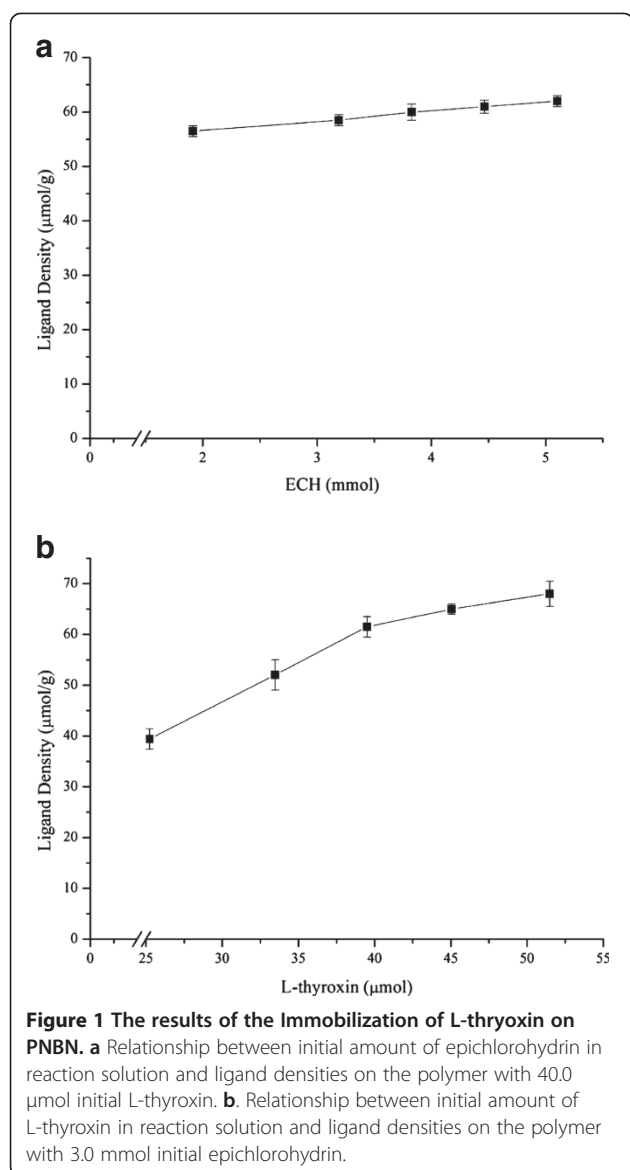 a
70
60
50
40
30
20
10
0
Ligand Density (μmol/g)
0 2 3 4 5
ECH (mmol)
b
70
60
50
40
30
20
10
0
Ligand Density (μmol/g)
0 25 30 35 40 45 50 55
L-thyroxin (μmol)
Figure 1 The results of the Immobilization of L-thryoxin on
PNBN. a Relationship between initial amount of epichlorohydrin in
reaction solution and ligand densities on the polymer with 40.0
μmol initial L-thyroxin. b. Relationship between initial amount of
L-thyroxin in reaction solution and ligand densities on the polymer
with 3.0 mmol initial epichlorohydrin.